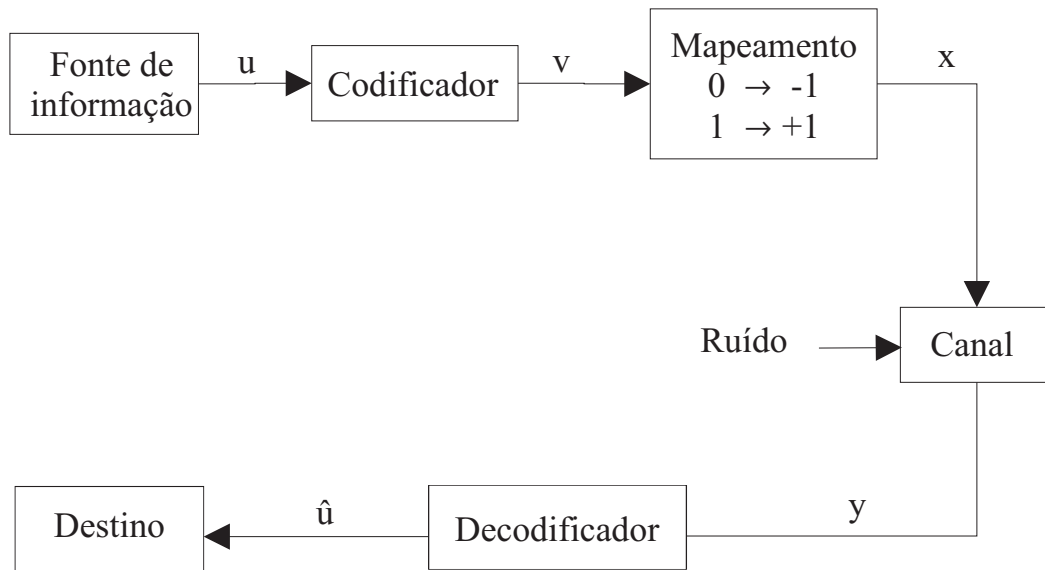 Fonte de
informação
u
Codificador
v
Mapeamento
0 → -1
1 → +1
x
Ruído
Canal
Destino
û
Decodificador
y